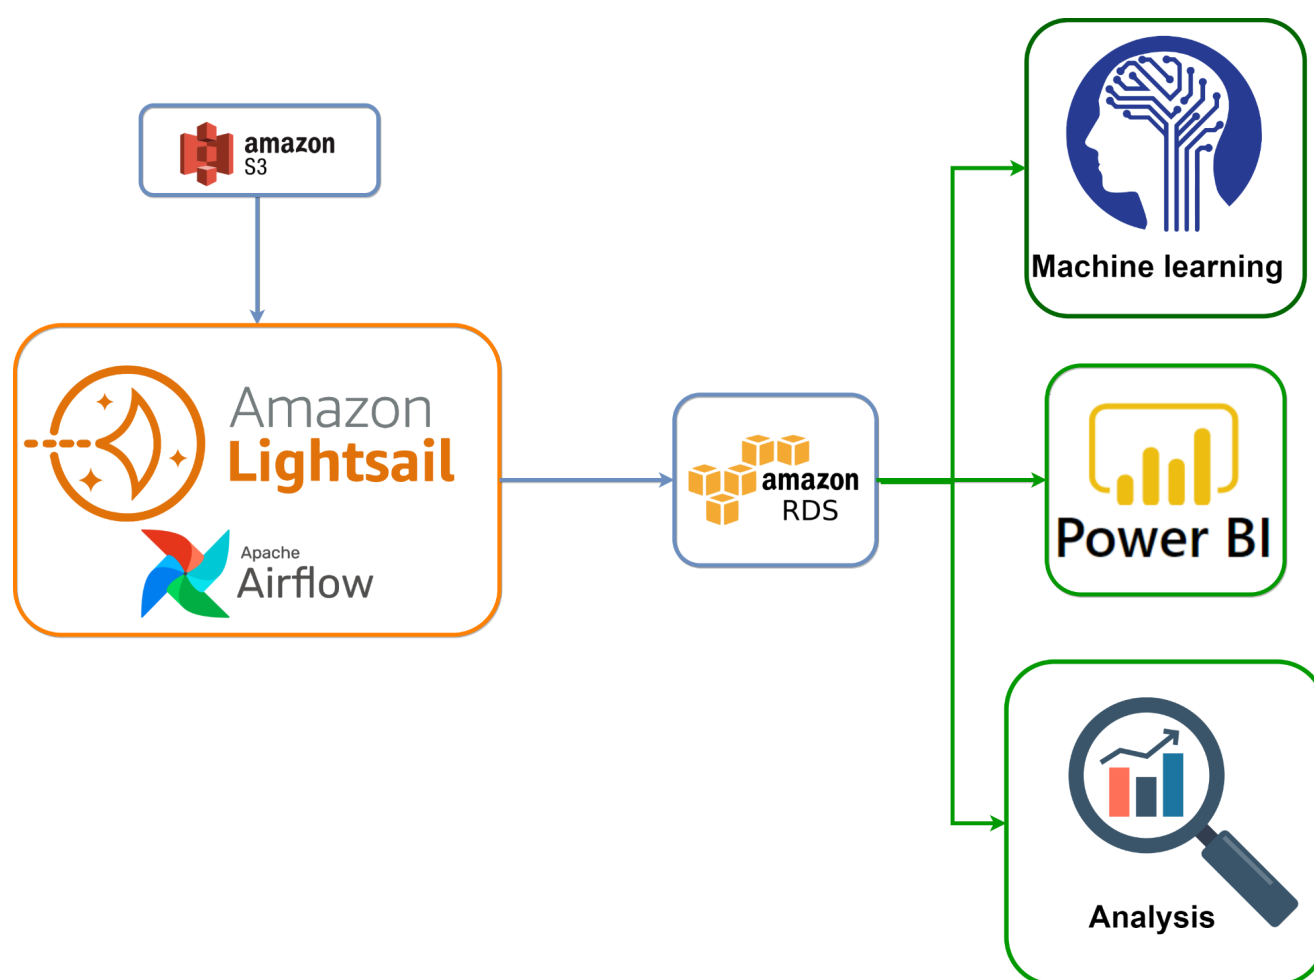 amazon
S3
Amazon
Lightsail
Apache
Airflow
amazon
RDS
Machine learning
Power BI
Analysis